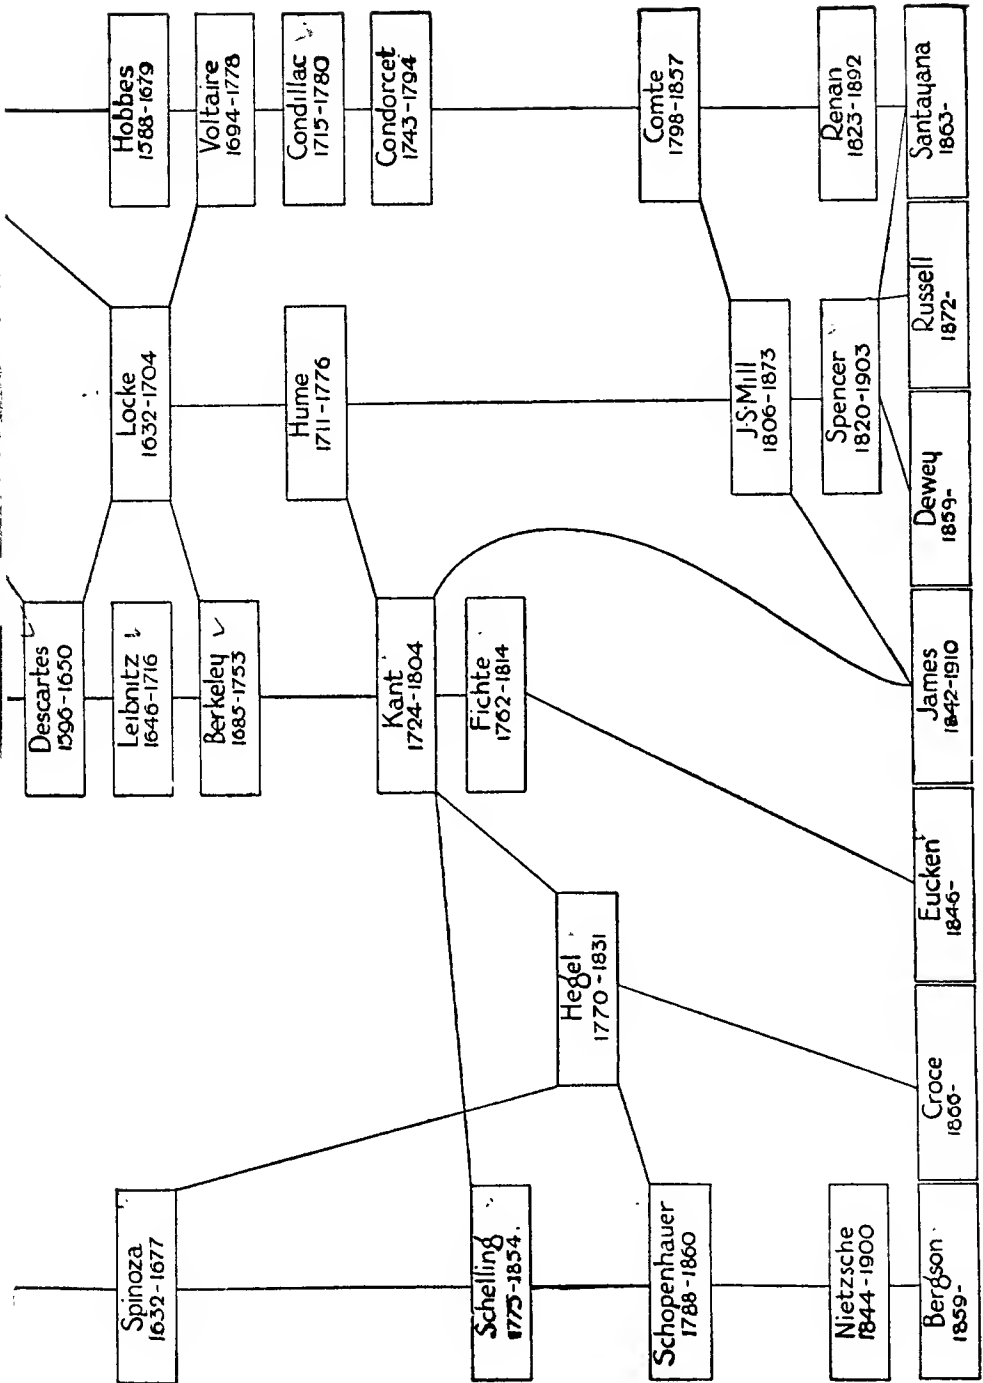 Hobbes
1588-1679
Voltaire
1694-1778
Condillac
1715-1780
Condorcet
1743-1794
Comte
1798-1857
Renan
1823-1892
Santayana
1863-
Locke
1632-1704
Hume
1711-1776
J.S. Mill
1806-1873
Spencer
1820-1903
Russell
1872-
Dewey
1859-
Descartes
1596-1650
Leibnitz
1646-1716
Berkeley
1685-1753
Kant
1724-1804
Fichte
1762-1814
James
1842-1910
Eucken
1846-
Hegel
1770-1831
Croce
1866-
Spinoza
1632-1677
Schelling
1775-1854
Schopenhauer
1788-1860
Nietzsche
1844-1900
Bergson
1859-